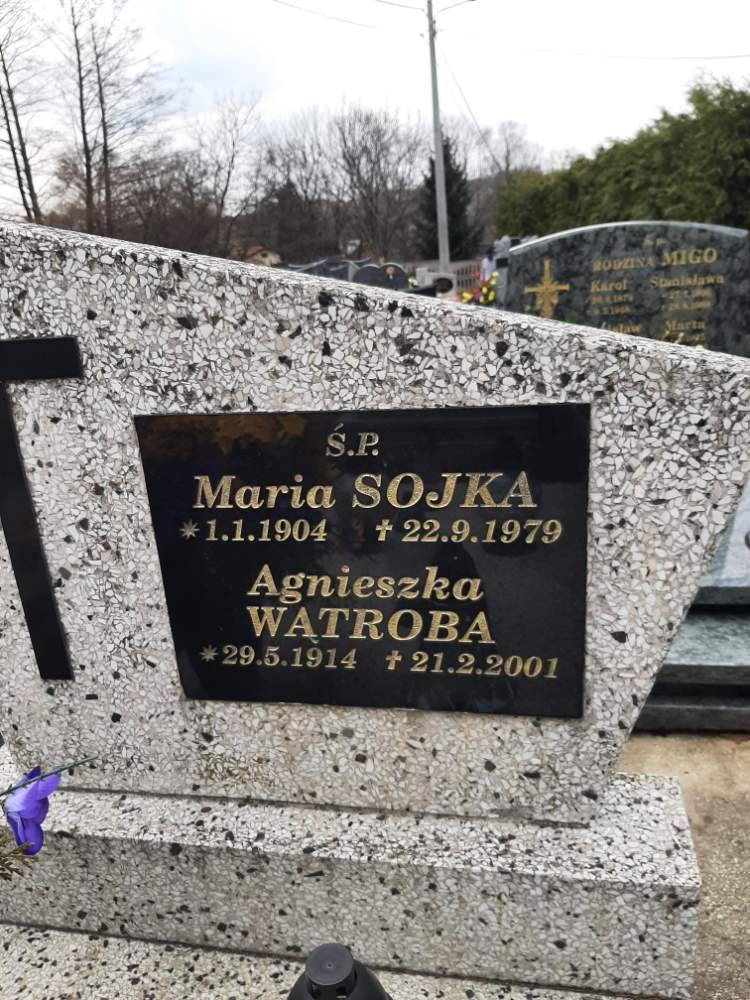 Ś.P.
Maria SOJKA
*1.1.1904 ✝22.9.1979
Agnieszka
WĄTROBA
*29.5.1914 ✝21.2.2001
RODZINA MIGO
Karol Stanisława
Marta